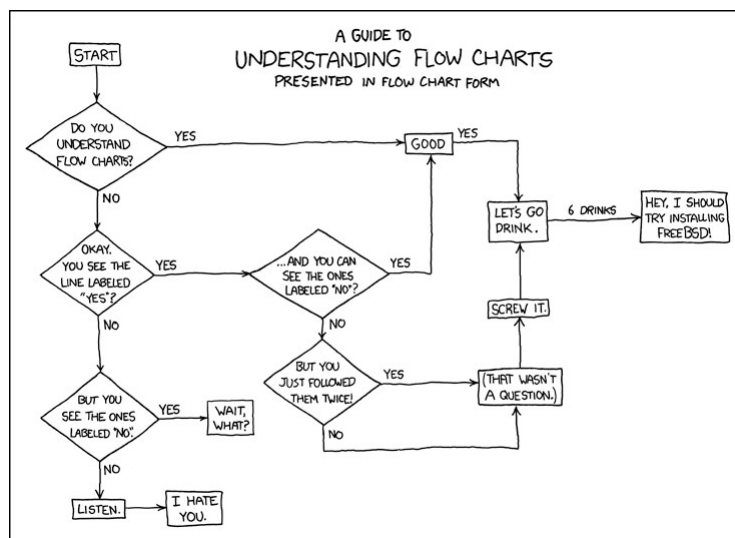 A GUIDE TO
UNDERSTANDING FLOW CHARTS
PRESENTED IN FLOW CHART FORM
START
DO YOU
UNDERSTAND
FLOW CHARTS?
YES
GOOD
YES
NO
LET'S GO
DRINK.
6 DRINKS
HEY, I SHOULD
TRY INSTALLING
FREEBSD!
OKAY.
YOU SEE THE
LINE LABELED
"YES"?
YES
...AND YOU CAN
SEE THE ONES
LABELED "NO"?
YES
NO
NO
SCREW IT.
BUT YOU
JUST FOLLOWED
THEM TWICE!
YES
(THAT WASN'T
A QUESTION.)
NO
BUT YOU
SEE THE ONES
LABELED "NO".
YES
WAIT,
WHAT?
NO
LISTEN.
I HATE
YOU.